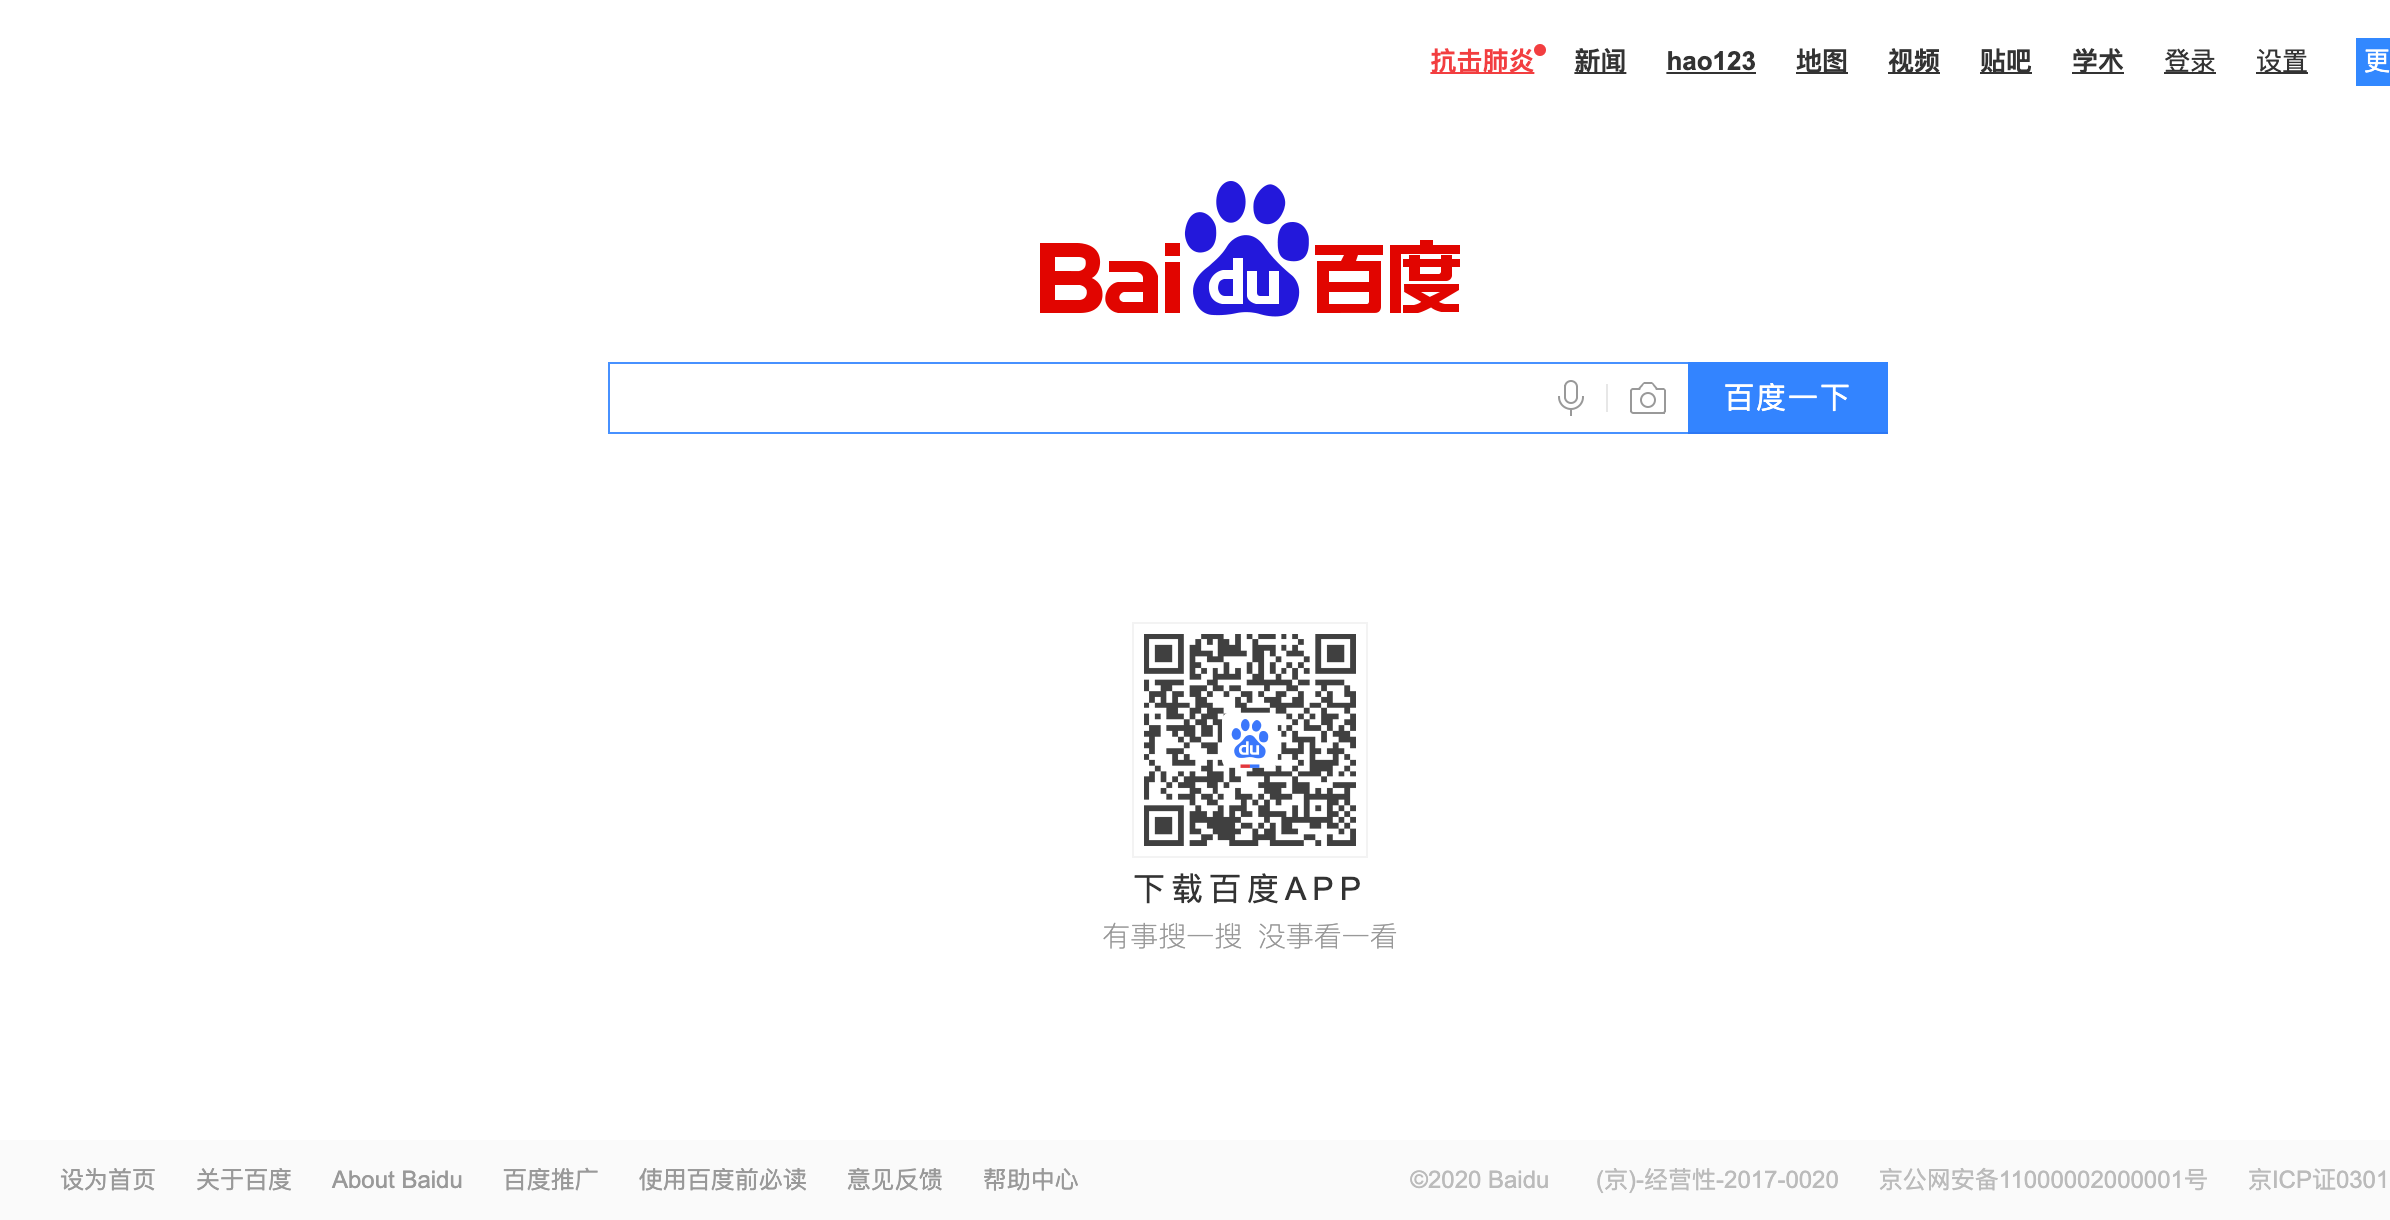 抗击肺炎 新闻 hao123 地图 视频 贴吧 学术 登录 设置 更
Bai du 百度
百度一下
du
下载百度APP
有事搜一搜 没事看一看
设为首页 关于百度 About Baidu 百度推广 使用百度前必读 意见反馈 帮助中心 ©2020 Baidu (京)-经营性-2017-0020 京公网安备11000002000001号 京ICP证0301